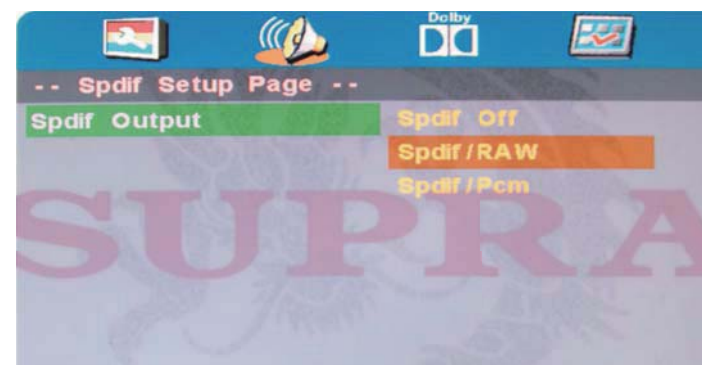 Dolby
-- Spdif Setup Page --
Spdif Output
Spdif Off
Spdif/RAW
Spdif/Pcm
SUPRA